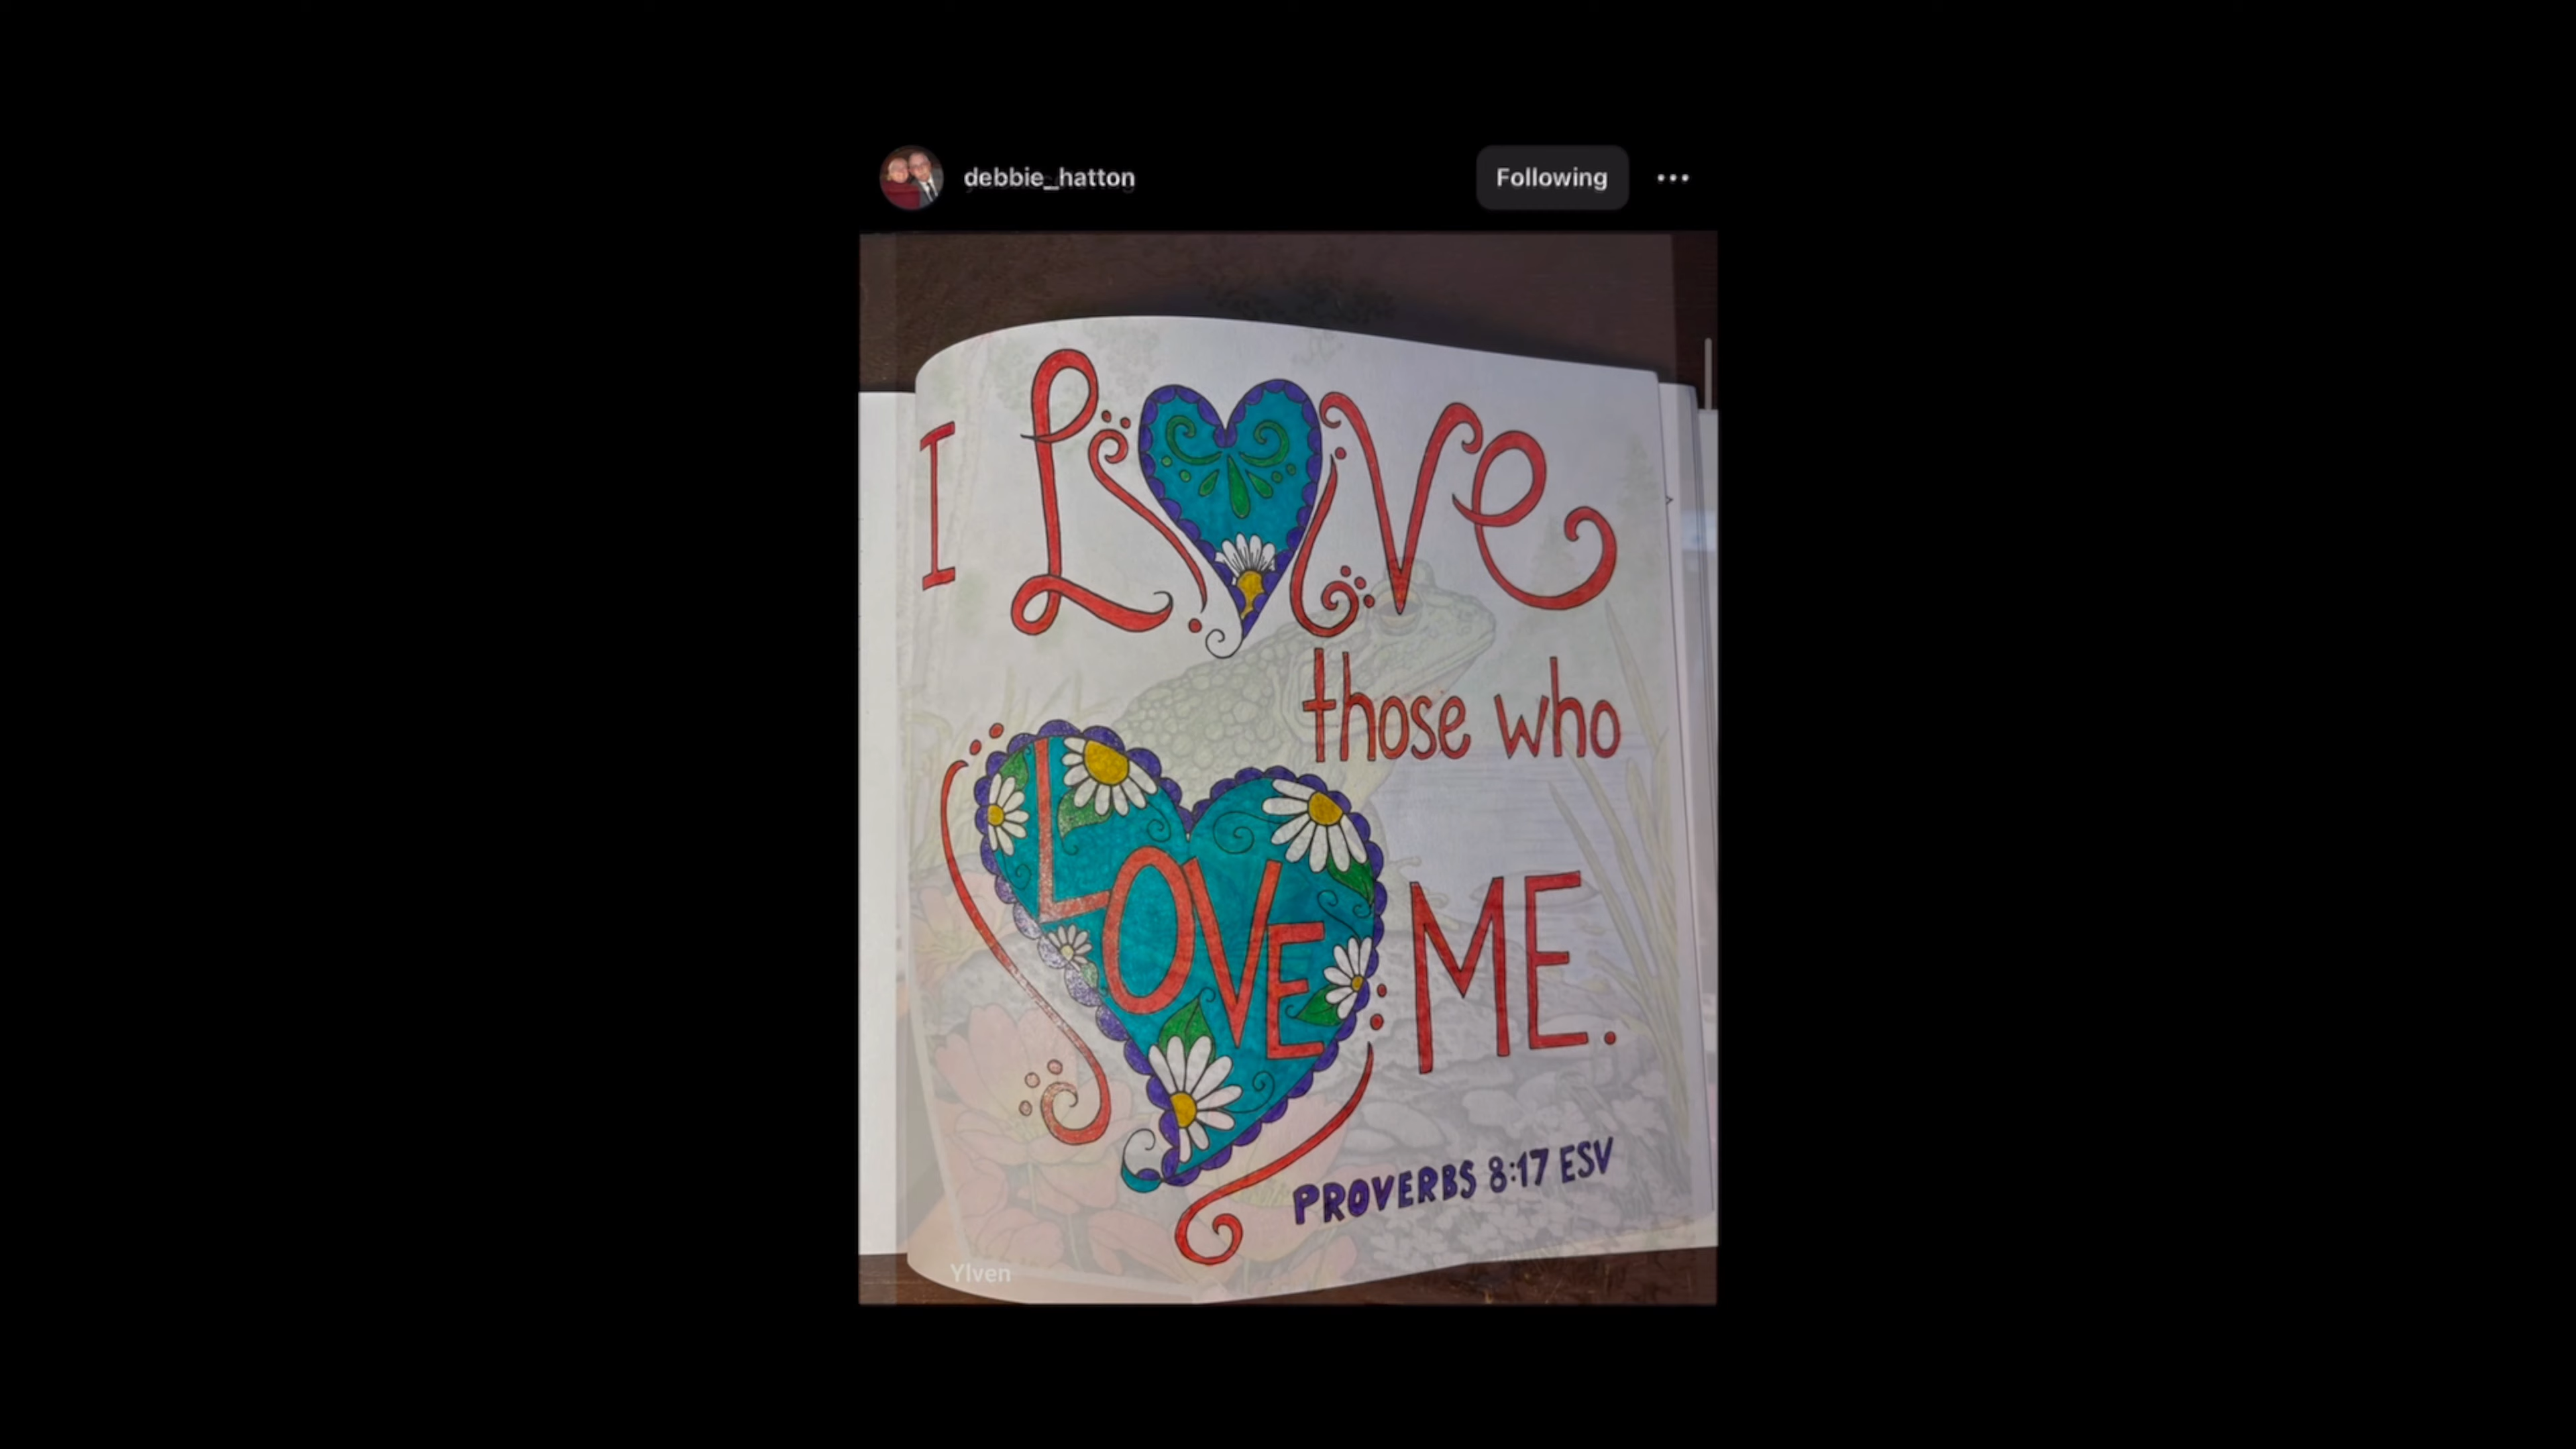 debbie_hatton
Following
I LOVE
those who
LOVE ME.
PROVERBS 8:17 ESV
Ylven